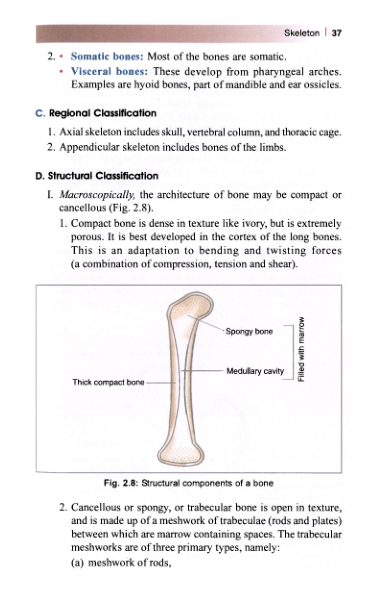 Skeleton | 37
2. • Somatic bones: Most of the bones are somatic.
• Visceral bones: These develop from pharyngeal arches.
Examples are hyoid bones, part of mandible and ear ossicles.
C. Regional Classification
1. Axial skeleton includes skull, vertebral column, and thoracic cage.
2. Appendicular skeleton includes bones of the limbs.
D. Structural Classification
I. Macroscopically, the architecture of bone may be compact or
cancellous (Fig. 2.8).
1. Compact bone is dense in texture like ivory, but is extremely
porous. It is best developed in the cortex of the long bones.
This is an adaptation to bending and twisting forces
(a combination of compression, tension and shear).
Spongy bone
Medullary cavity
Filled with marrow
Thick compact bone
Fig. 2.8: Structural components of a bone
2. Cancellous or spongy, or trabecular bone is open in texture,
and is made up of a meshwork of trabeculae (rods and plates)
between which are marrow containing spaces. The trabecular
meshworks are of three primary types, namely:
(a) meshwork of rods,